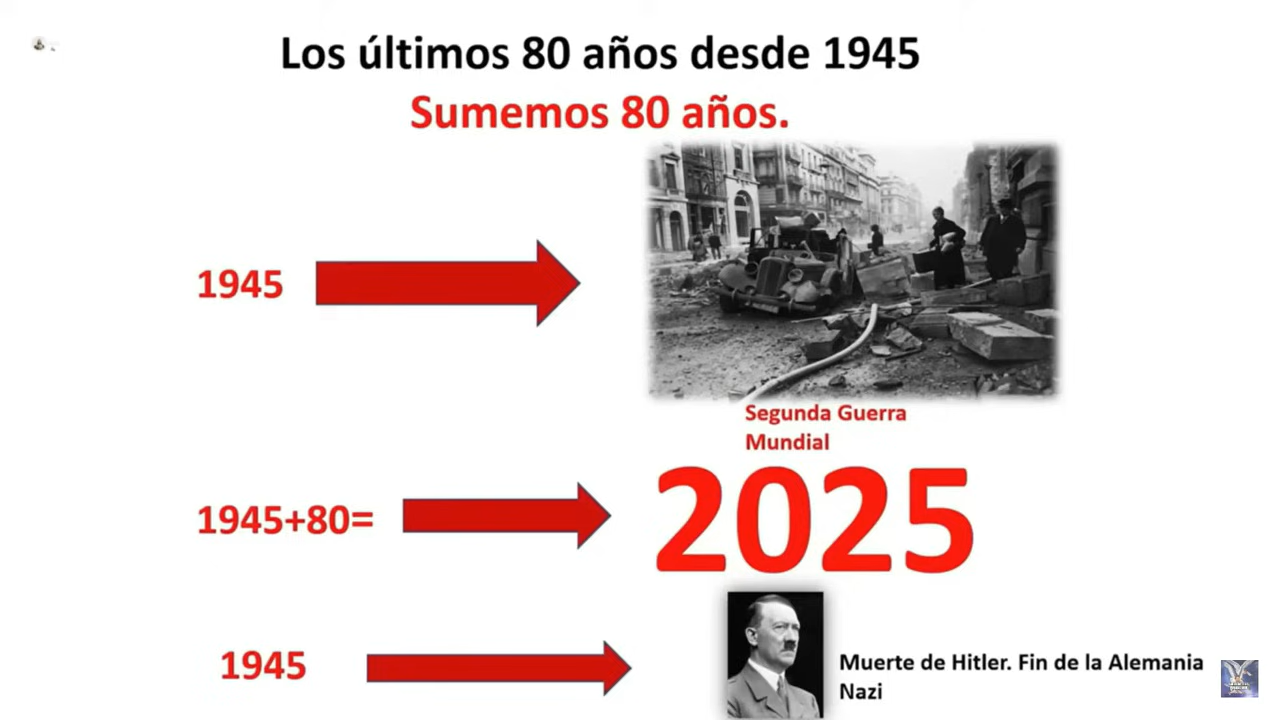 Los últimos 80 años desde 1945
Sumemos 80 años.
1945
Segunda Guerra
Mundial
1945+80=
2025
1945
Muerte de Hitler. Fin de la Alemania
Nazi